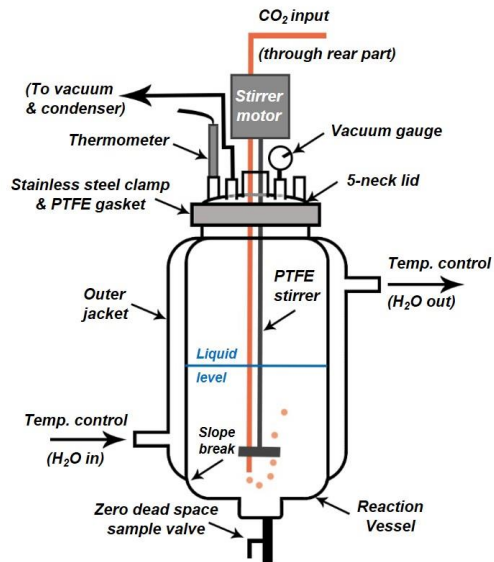 CO₂ input
(through rear part)
(To vacuum
& condenser)
Stirrer
motor
Thermometer
Vacuum gauge
Stainless steel clamp
& PTFE gasket
5-neck lid
Outer
jacket
PTFE
stirrer
Temp. control
(H₂O out)
Liquid
level
Temp. control
(H₂O in)
Slope
break
Zero dead space
sample valve
Reaction
Vessel